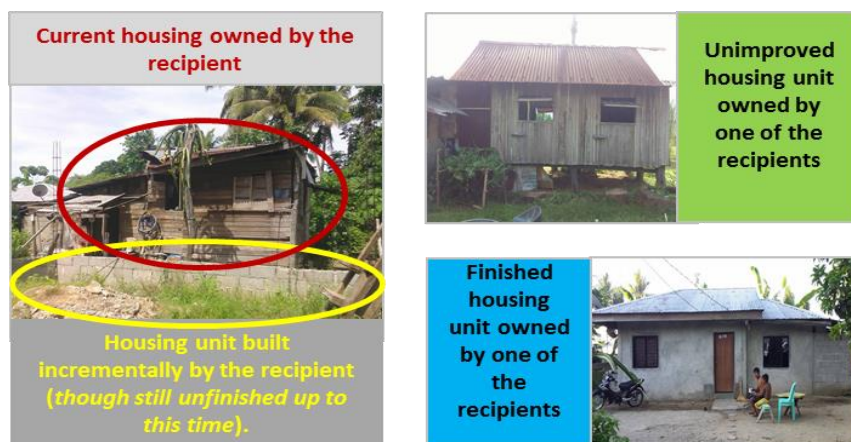 Current housing owned by the
recipient
Housing unit built
incrementally by the recipient
(though still unfinished up to
this time).
Unimproved
housing unit
owned by
one of the
recipients
Finished
housing
unit owned
by one of
the
recipients